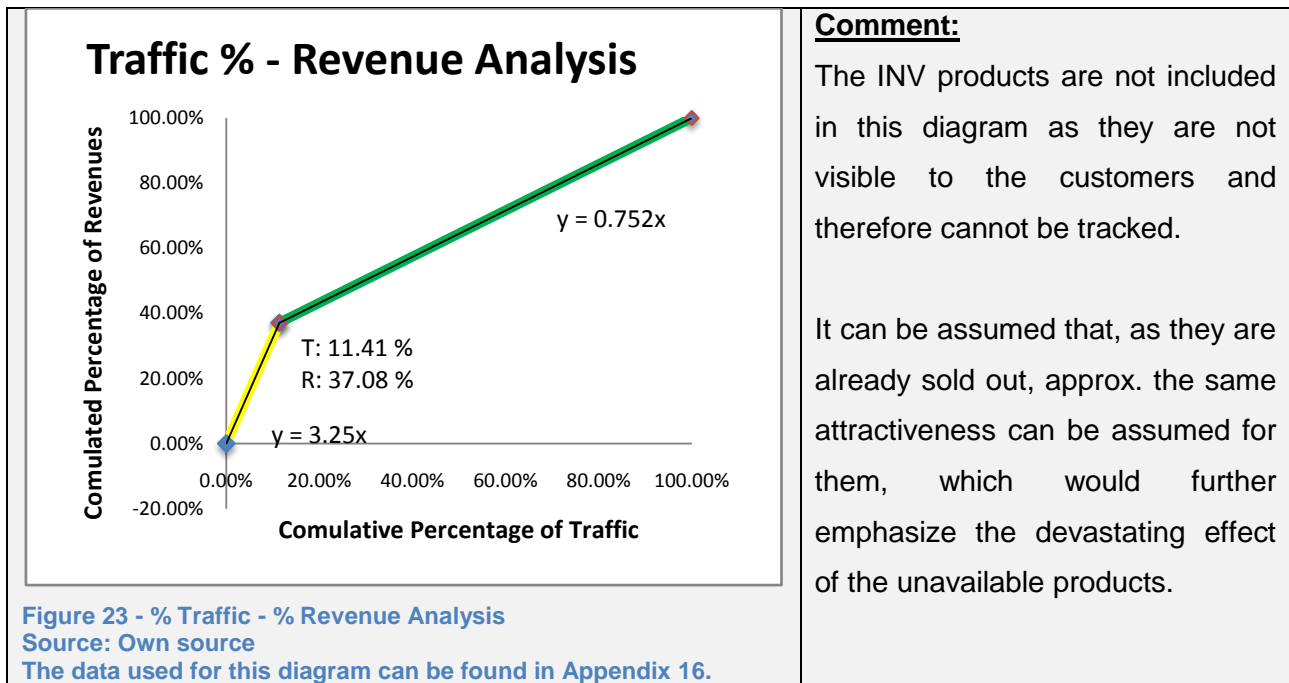 Traffic % - Revenue Analysis
Comulated Percentage of Revenues
100.00%
80.00%
60.00%
40.00%
20.00%
0.00%
-20.00%
y = 0.752x
T: 11.41 %
R: 37.08 %
y = 3.25x
0.00% 20.00% 40.00% 60.00% 80.00% 100.00%
Comulative Percentage of Traffic
Figure 23 - % Traffic - % Revenue Analysis
Source: Own source
The data used for this diagram can be found in Appendix 16.
Comment:
The INV products are not included
in this diagram as they are not
visible to the customers and
therefore cannot be tracked.
It can be assumed that, as they are
already sold out, approx. the same
attractiveness can be assumed for
them, which would further
emphasize the devastating effect
of the unavailable products.